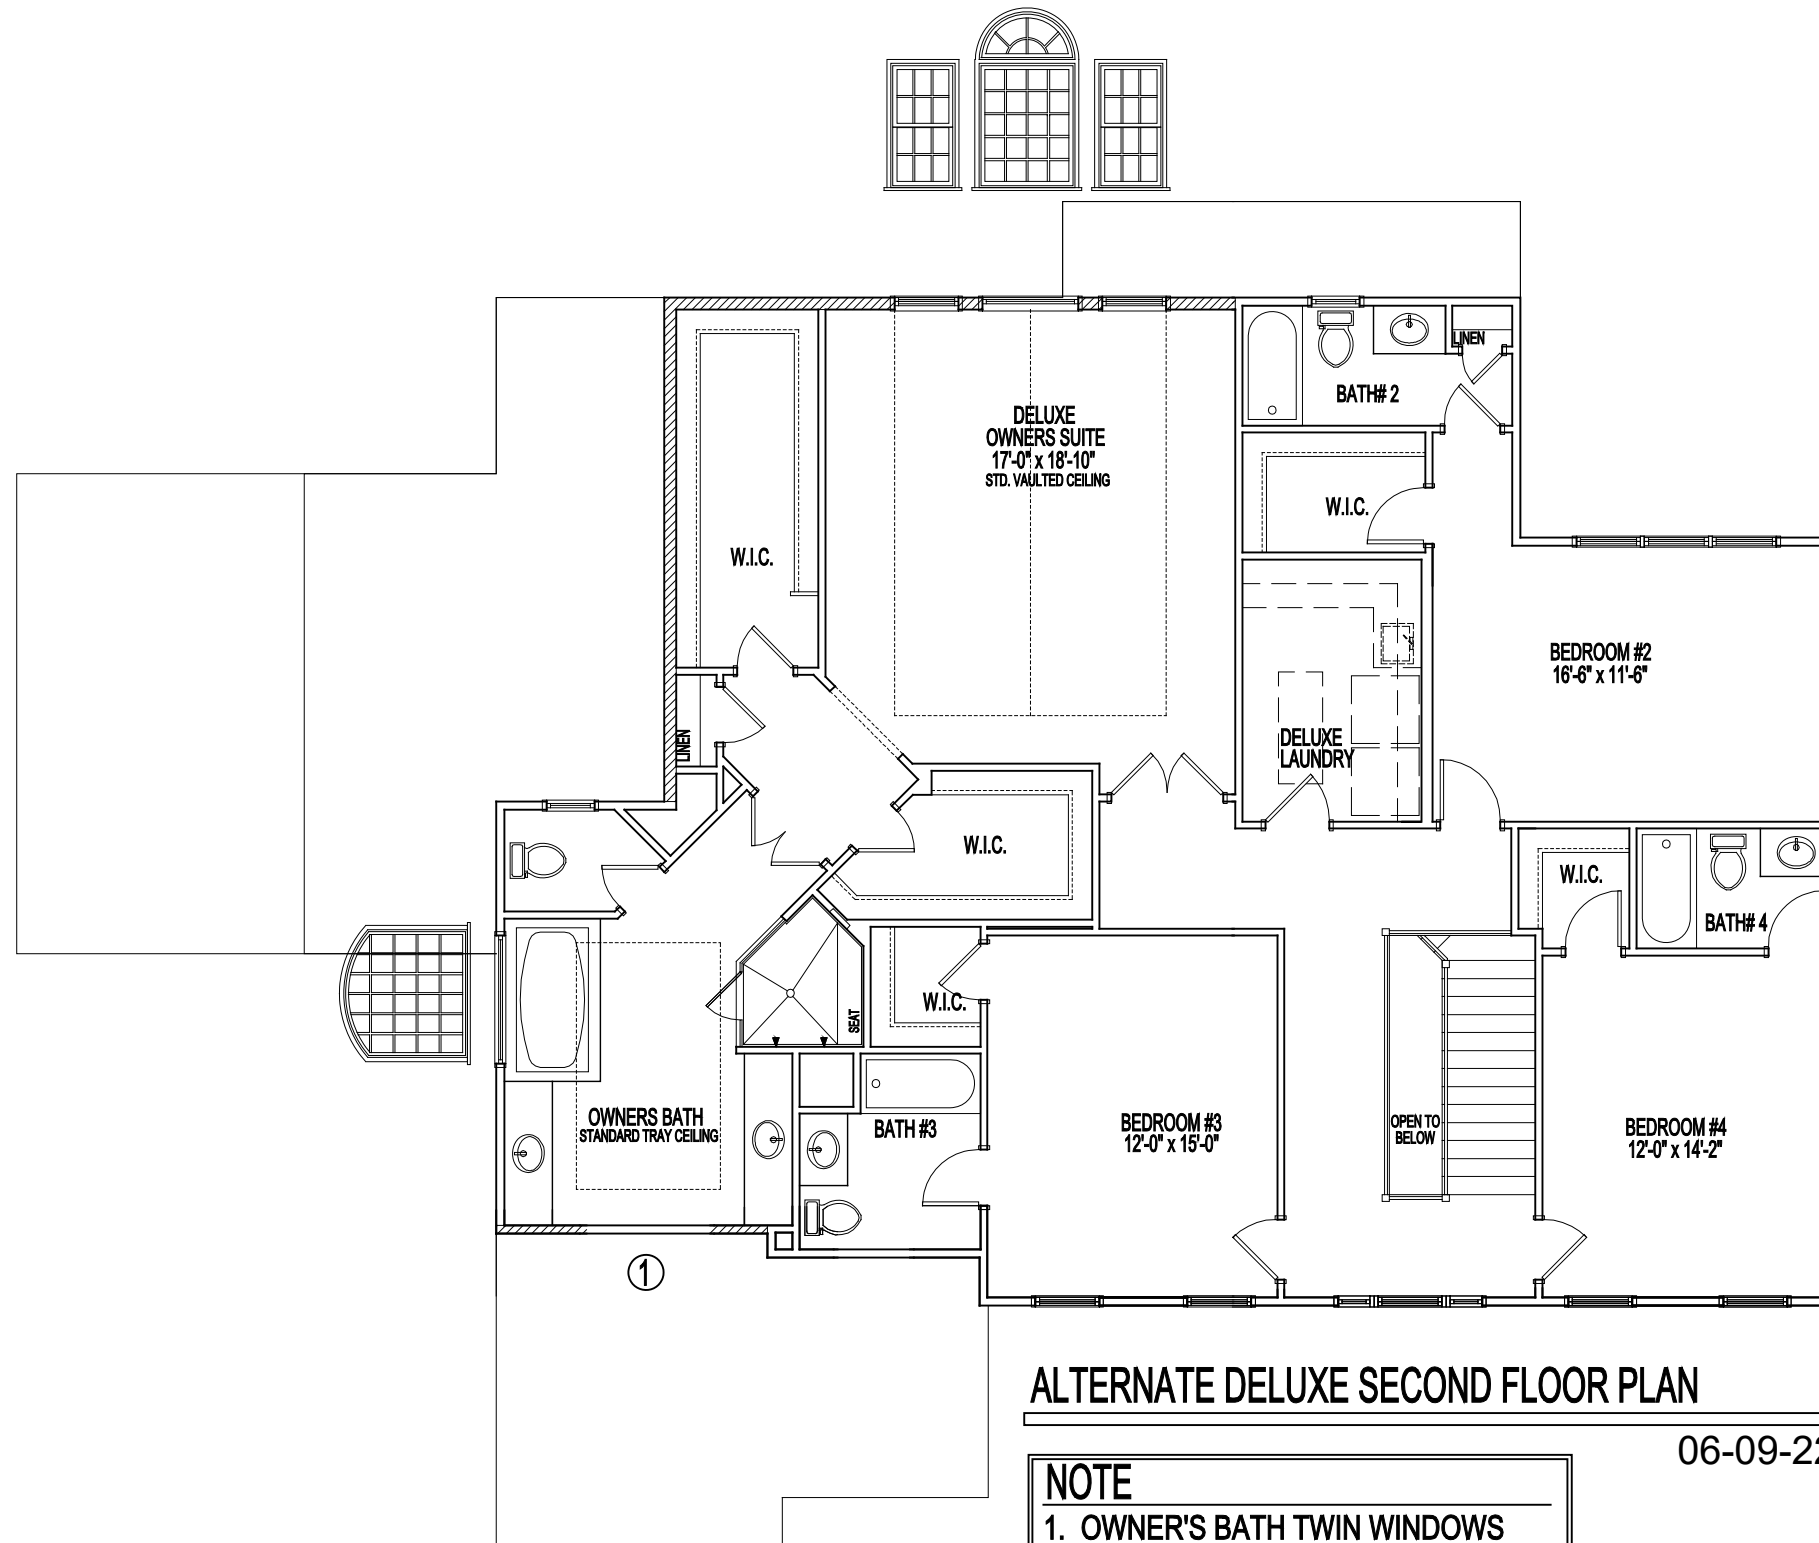 LINEN
BATH# 2
DELUXE
OWNERS SUITE
17'-0" x 18'-10"
STD. VAULTED CEILING
W.I.C.
W.I.C.
BEDROOM #2
16'-6" x 11'-6"
LINEN
DELUXE
LAUNDRY
W.I.C.
W.I.C.
BATH# 4
W.I.C.
SEAT
OWNERS BATH
STANDARD TRAY CEILING
BATH #3
BEDROOM #3
12'-0" x 15'-0"
OPEN TO
BELOW
BEDROOM #4
12'-0" x 14'-2"
1
ALTERNATE DELUXE SECOND FLOOR PLAN
06-09-22
NOTE
1. OWNER'S BATH TWIN WINDOWS